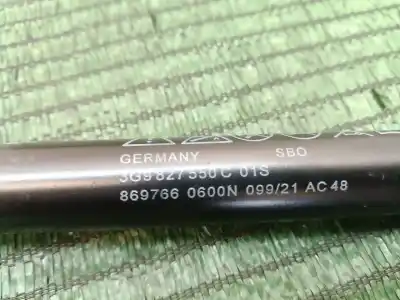 GERMANY SBO
3G9 827 550 C 01S
869766 0600N 099/21 AC48